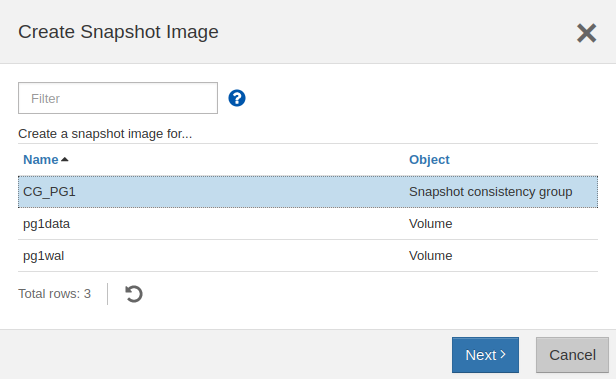 Create Snapshot Image
Filter
Create a snapshot image for...
Name Object
CG_PG1 Snapshot consistency group
pg1data Volume
pg1wal Volume
Total rows: 3
Next Cancel